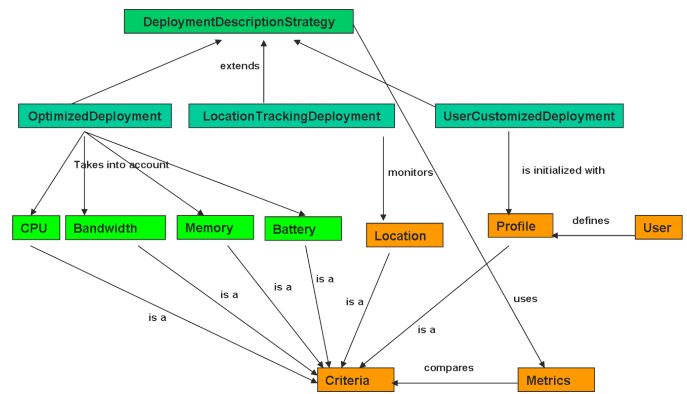 DeploymentDescriptionStrategy
extends
OptimizedDeployment
LocationTrackingDeployment
UserCustomizedDeployment
Takes into account
monitors
is initialized with
CPU
Bandwidth
Memory
Battery
Location
Profile
defines
User
is a
is a
is a
is a
is a
is a
uses
compares
Criteria
Metrics